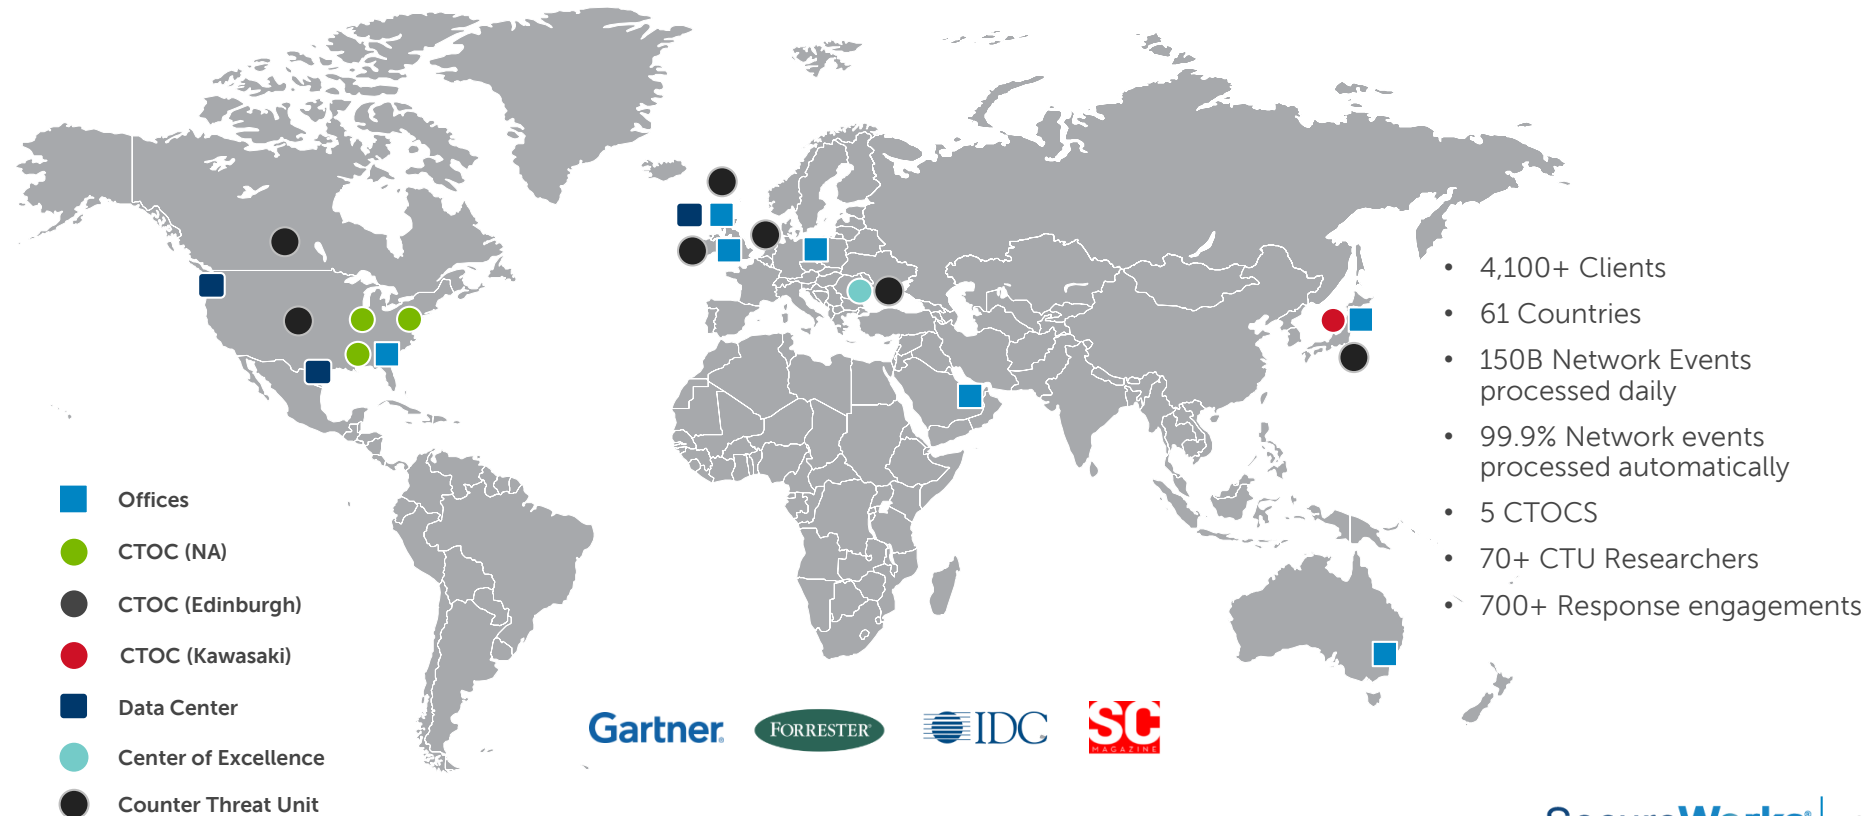 • 4,100+ Clients
• 61 Countries
• 150B Network Events
processed daily
• 99.9% Network events
processed automatically
• 5 CTOCS
• 70+ CTU Researchers
• 700+ Response engagements
Offices
CTOC (NA)
CTOC (Edinburgh)
CTOC (Kawasaki)
Data Center
Center of Excellence
Counter Threat Unit
Gartner®
FORRESTER®
IDC
SC
MAGAZINE
SecureWorks®